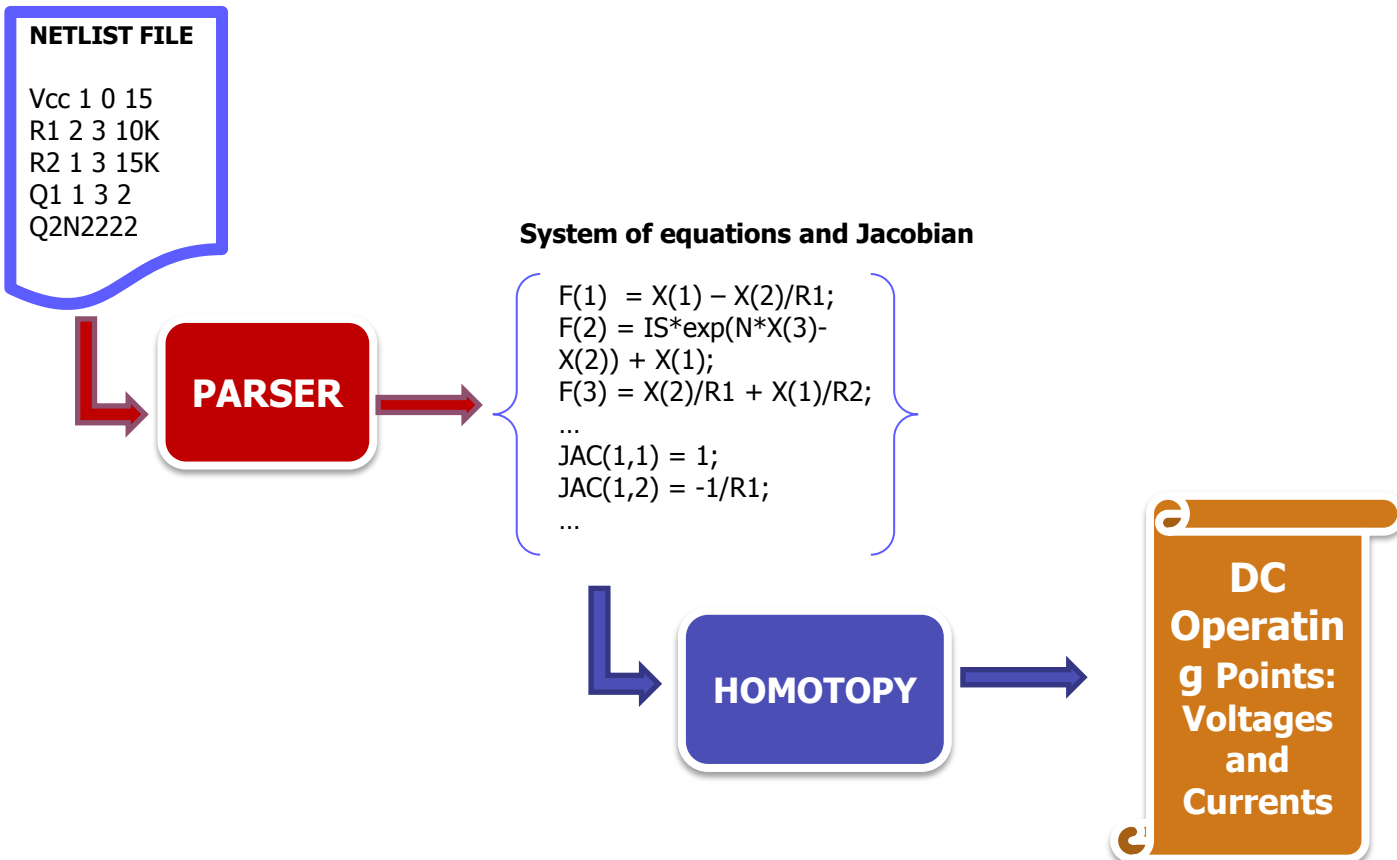 NETLIST FILE
Vcc 1 0 15
R1 2 3 10K
R2 1 3 15K
Q1 1 3 2
Q2N2222
System of equations and Jacobian
F(1)  = X(1) – X(2)/R1;
F(2) = IS*exp(N*X(3)-
X(2)) + X(1);
F(3) = X(2)/R1 + X(1)/R2;
…
JAC(1,1) = 1;
JAC(1,2) = -1/R1;
…
PARSER
HOMOTOPY
DC
Operatin
g Points:
Voltages
and
Currents